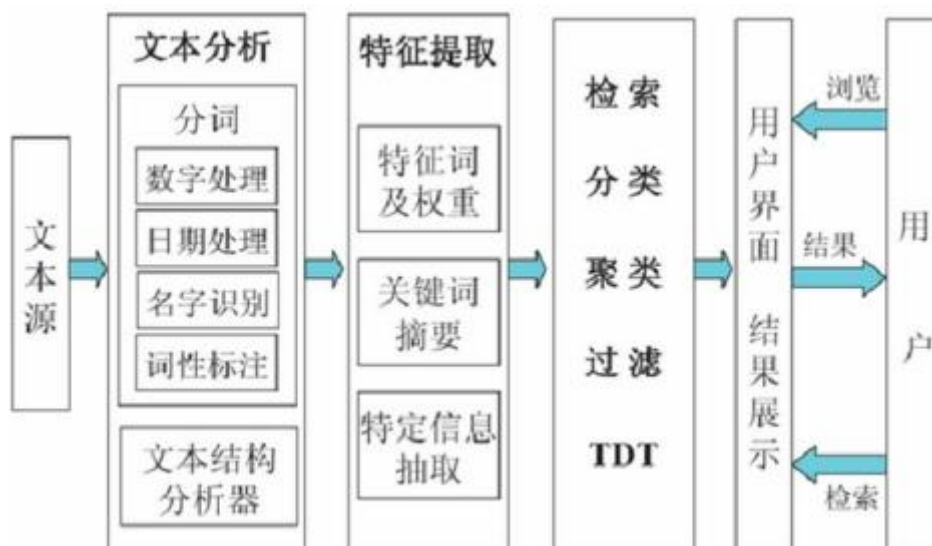 文本源
文本分析
分词
数字处理
日期处理
名字识别
词性标注
文本结构
分析器
特征提取
特征词
及权重
关键词
摘要
特定信息
抽取
检索
分类
聚类
过滤
TDT
用户界面
结果展示
浏览
结果
检索
用户